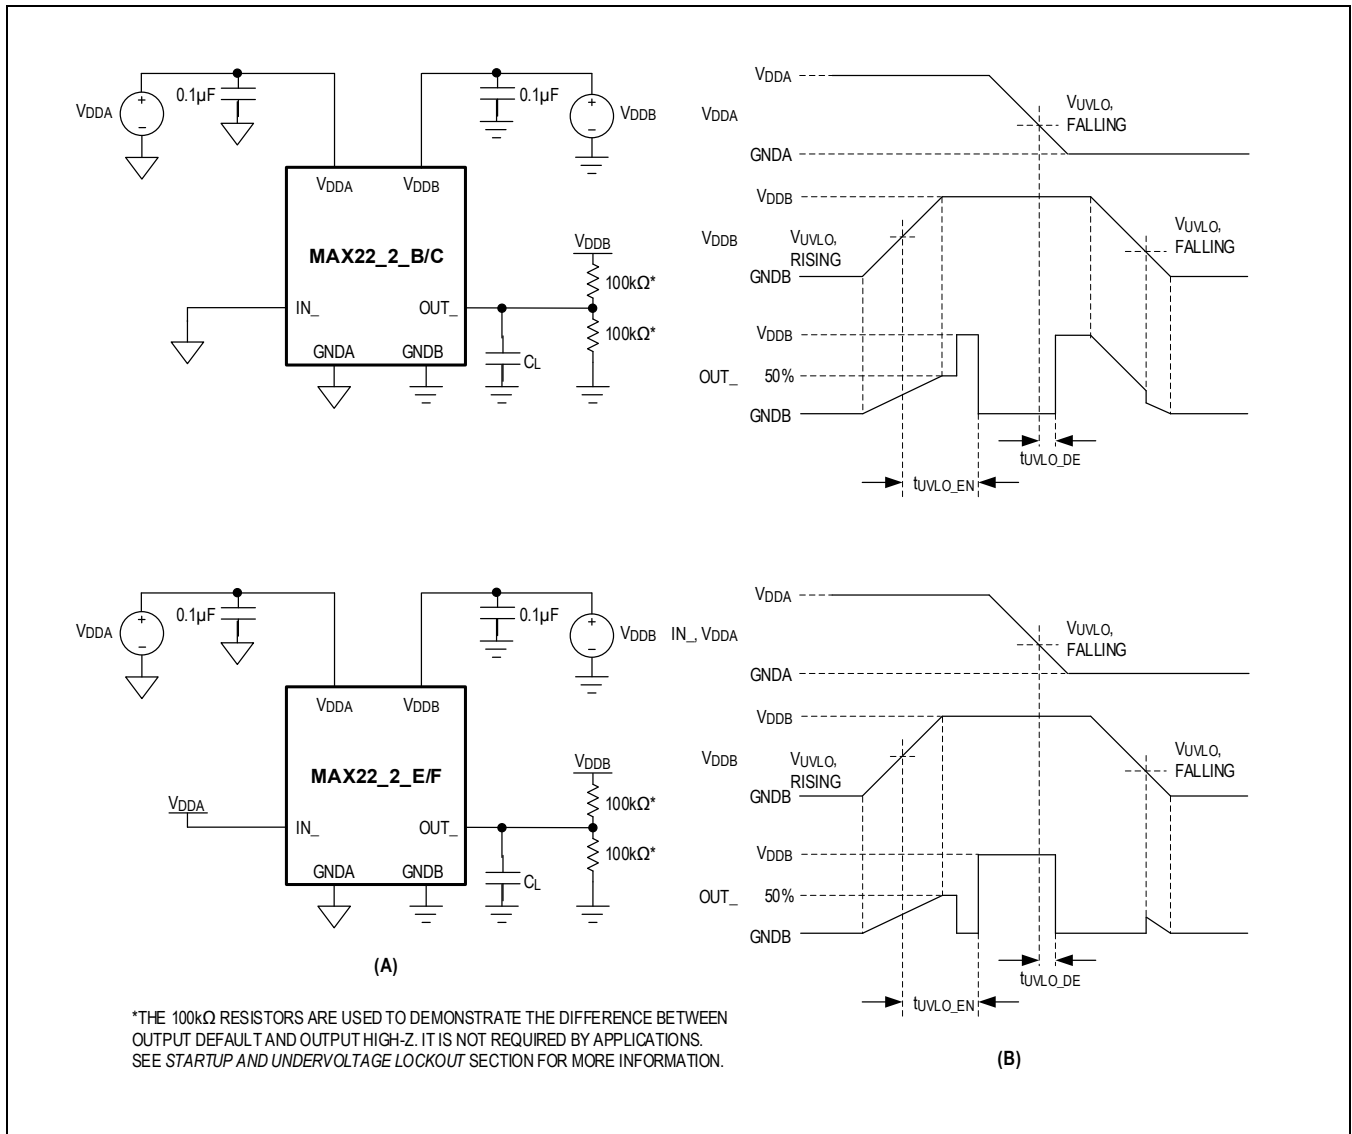 VDDA
0.1µF
0.1µF
VDDB
VDDA
VDDB
MAX22_2_B/C
IN_
OUT_
GNDA
GNDB
VDDB
100kΩ*
100kΩ*
CL
VDDA
VDDA
VUVLO,
FALLING
GNDA
VDDB
VDDB
VUVLO,
RISING
VUVLO,
FALLING
GNDB
VDDB
OUT_
50%
GNDB
tUVLO_DE
tUVLO_EN
VDDA
0.1µF
0.1µF
VDDB
VDDA
VDDB
MAX22_2_E/F
VDDA
IN_
OUT_
GNDA
GNDB
VDDB
100kΩ*
100kΩ*
CL
(A)
VDDA
IN_, VDDA
VUVLO,
FALLING
GNDA
VDDB
VDDB
VUVLO,
RISING
VUVLO,
FALLING
GNDB
VDDB
OUT_
50%
GNDB
tUVLO_DE
tUVLO_EN
(B)
*THE 100kΩ RESISTORS ARE USED TO DEMONSTRATE THE DIFFERENCE BETWEEN
OUTPUT DEFAULT AND OUTPUT HIGH-Z. IT IS NOT REQUIRED BY APPLICATIONS.
SEE STARTUP AND UNDERVOLTAGE LOCKOUT SECTION FOR MORE INFORMATION.